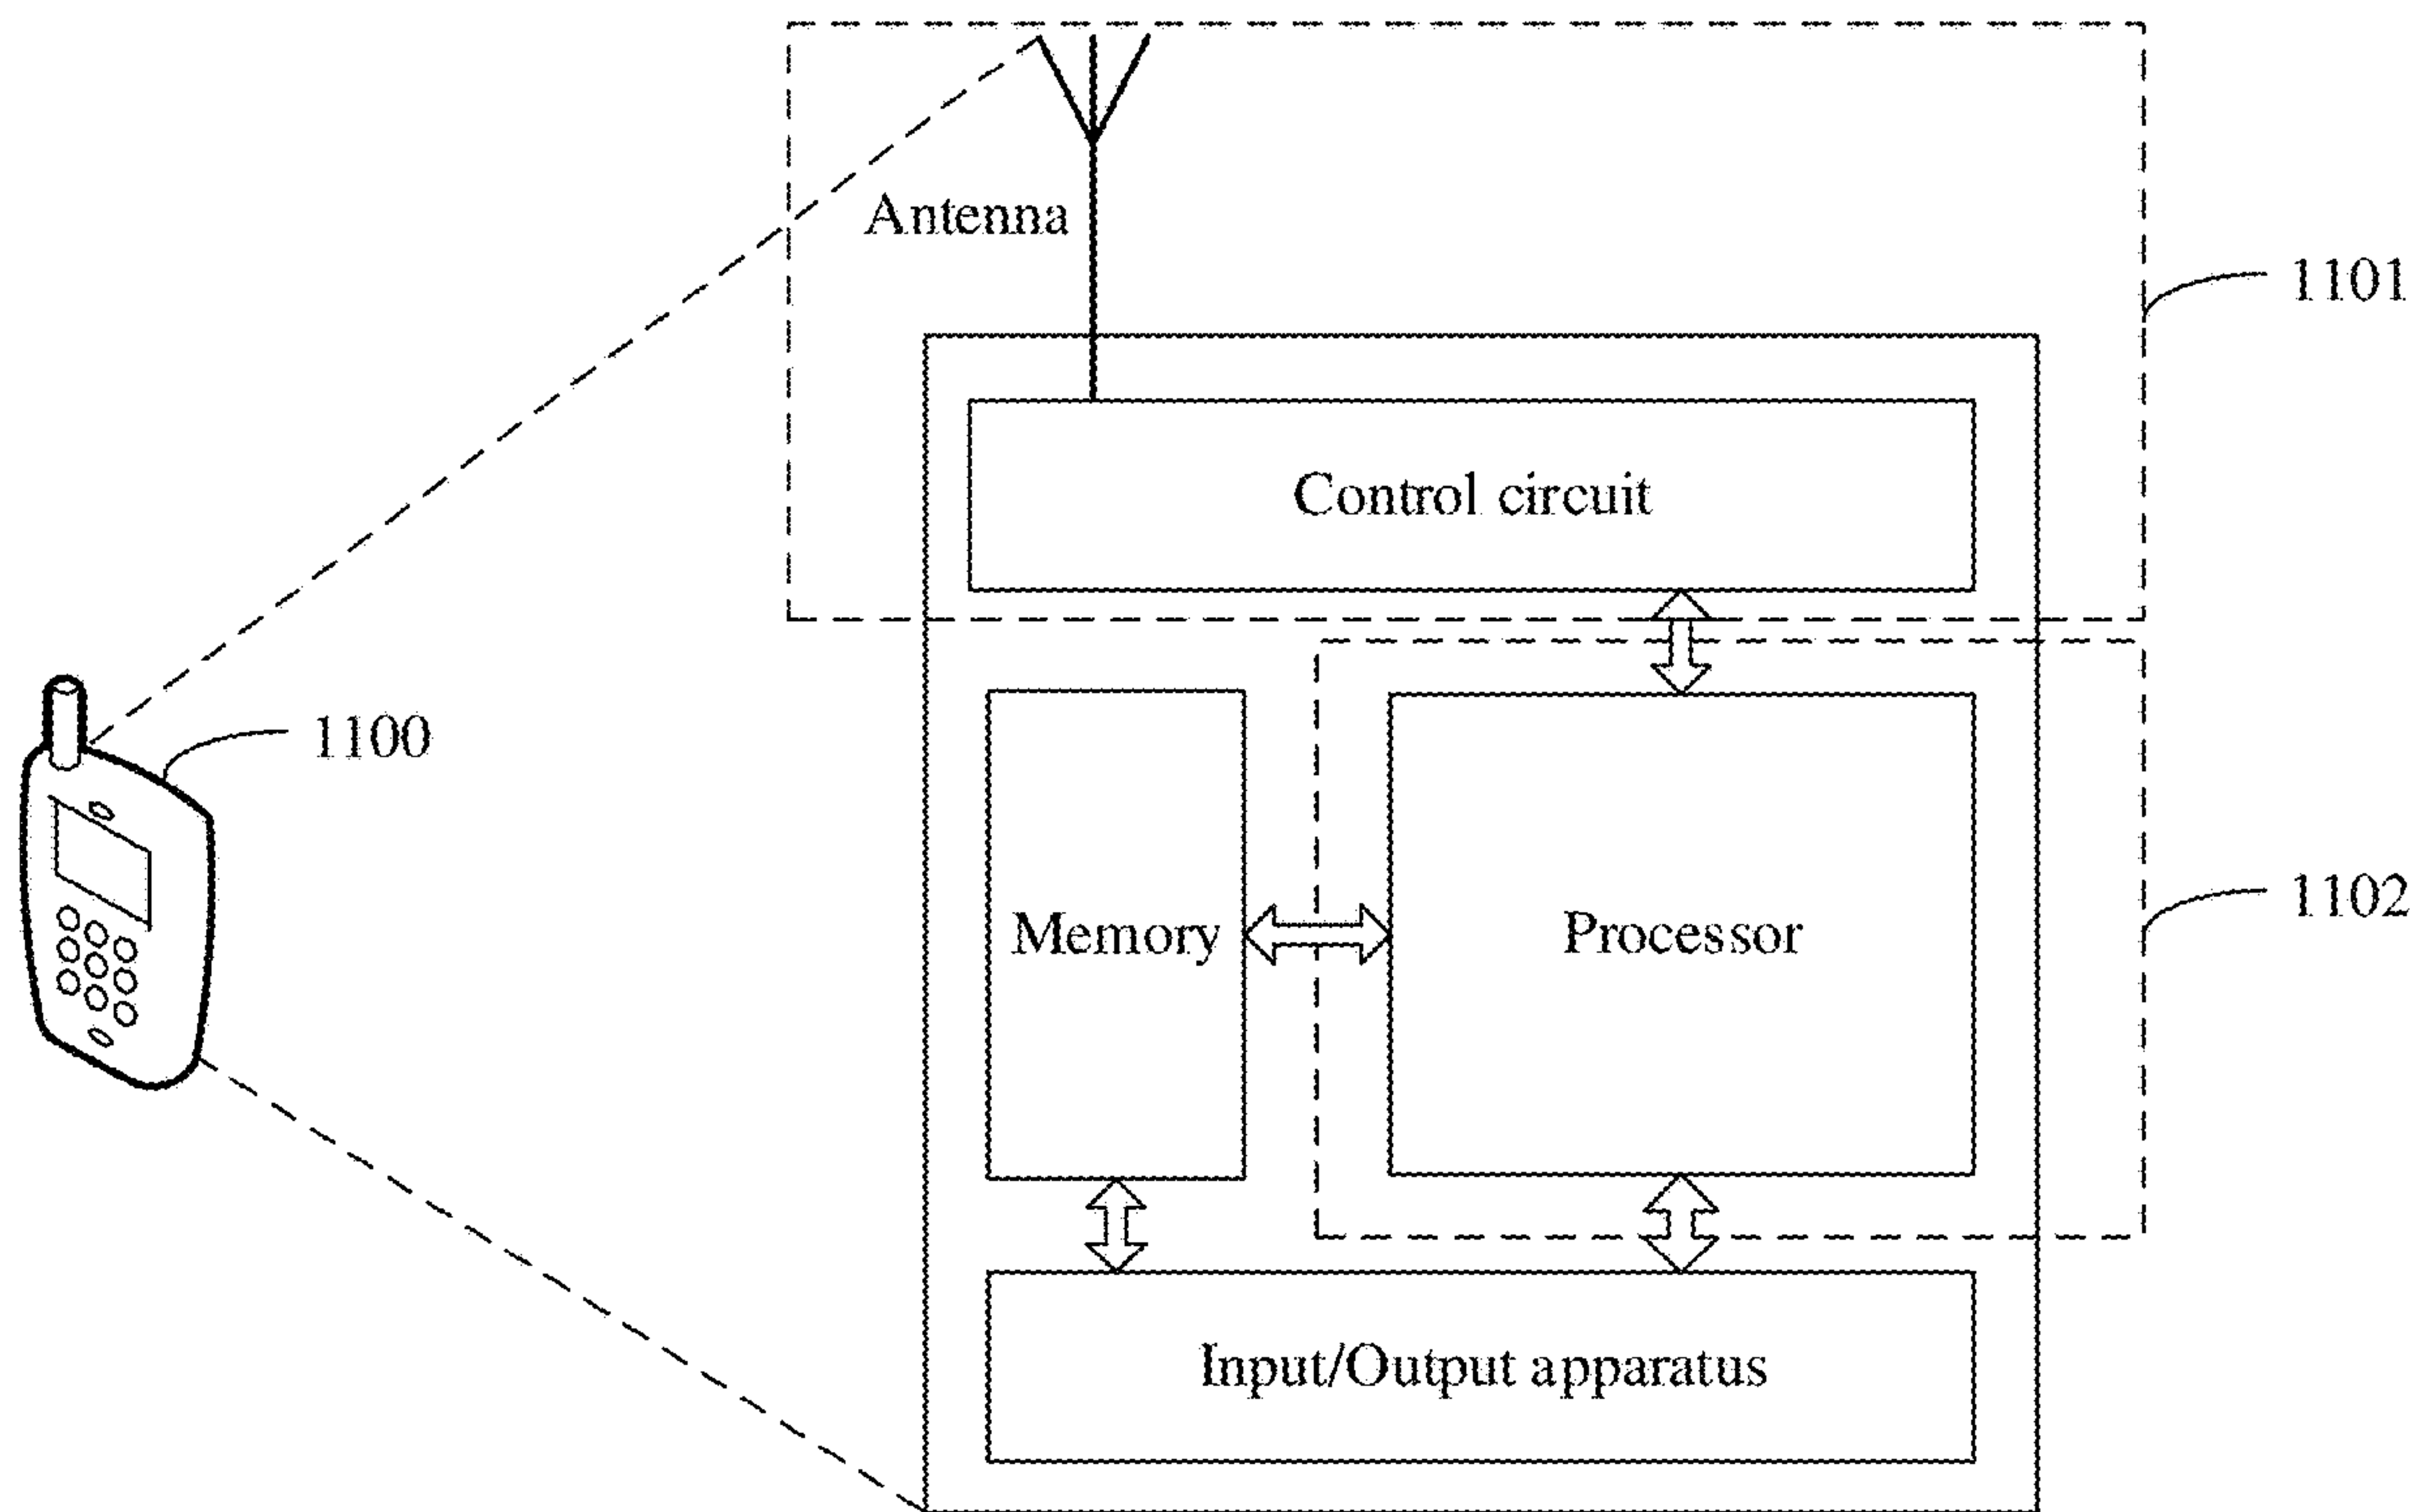 Antenna
1101
Control circuit
1100
Memory
Processor
1102
Input/Output apparatus